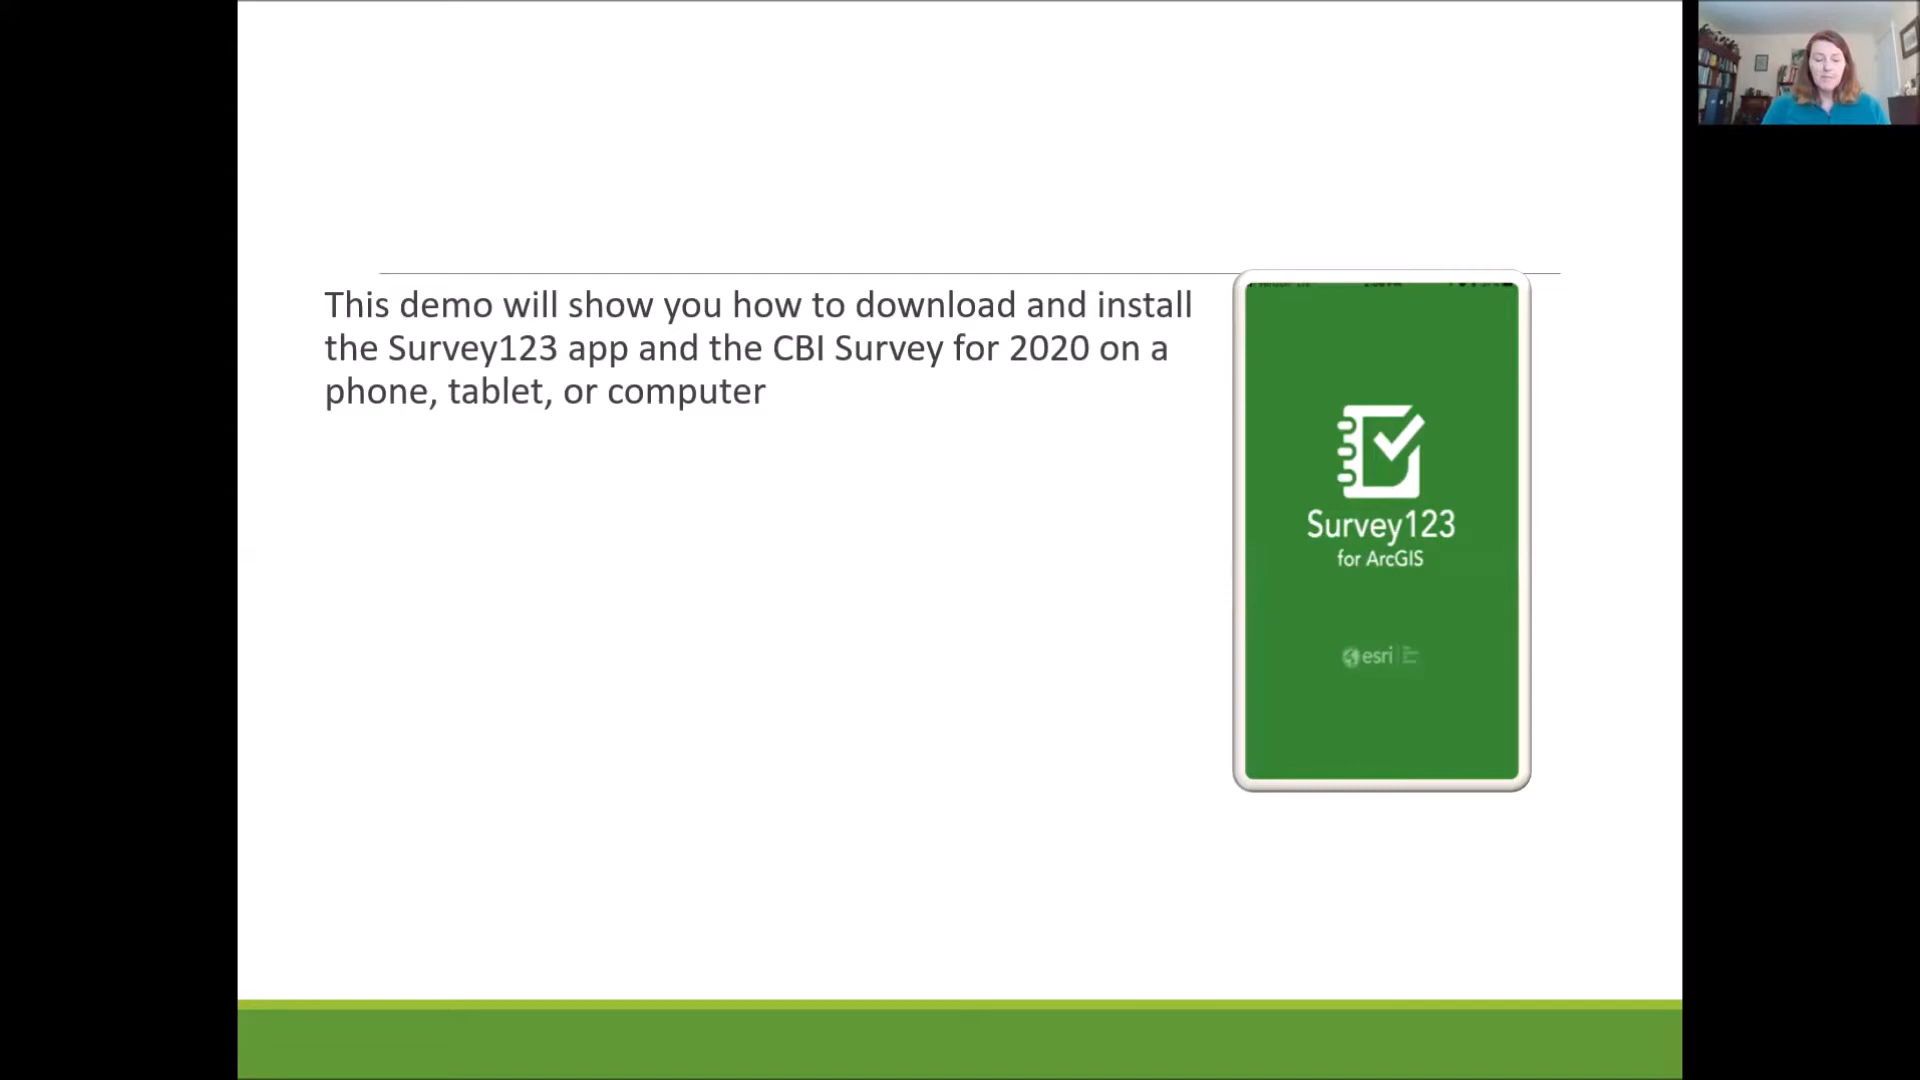 This demo will show you how to download and install
the Survey123 app and the CBI Survey for 2020 on a
phone, tablet, or computer
Survey123
for ArcGIS
esri